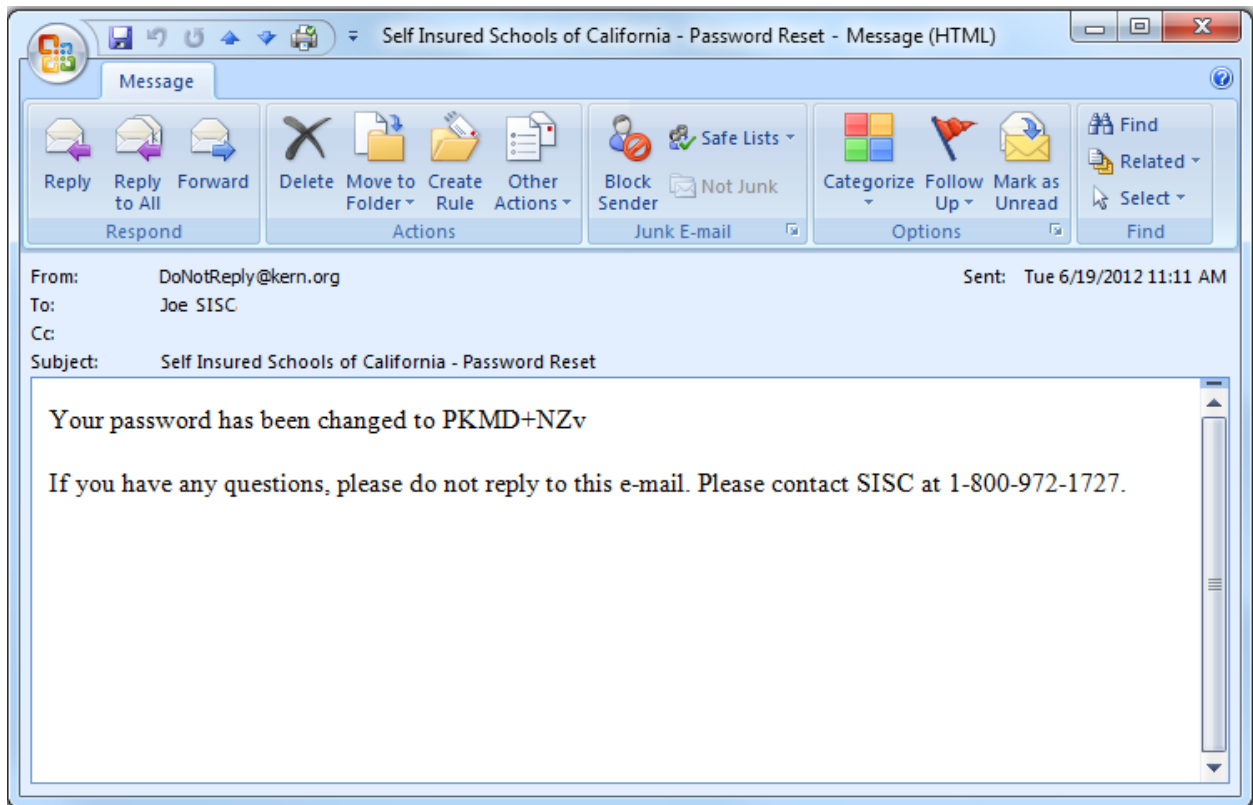 Self Insured Schools of California - Password Reset - Message (HTML)
Message
Reply
Reply to All
Forward
Respond
Delete
Move to Folder
Create Rule
Other Actions
Actions
Block Sender
Safe Lists
Not Junk
Junk E-mail
Categorize
Follow Up
Mark as Unread
Options
Find
Related
Select
Find
From: DoNotReply@kern.org Sent: Tue 6/19/2012 11:11 AM
To: Joe SISC
Cc:
Subject: Self Insured Schools of California - Password Reset
Your password has been changed to PKMD+NZv
If you have any questions, please do not reply to this e-mail. Please contact SISC at 1-800-972-1727.